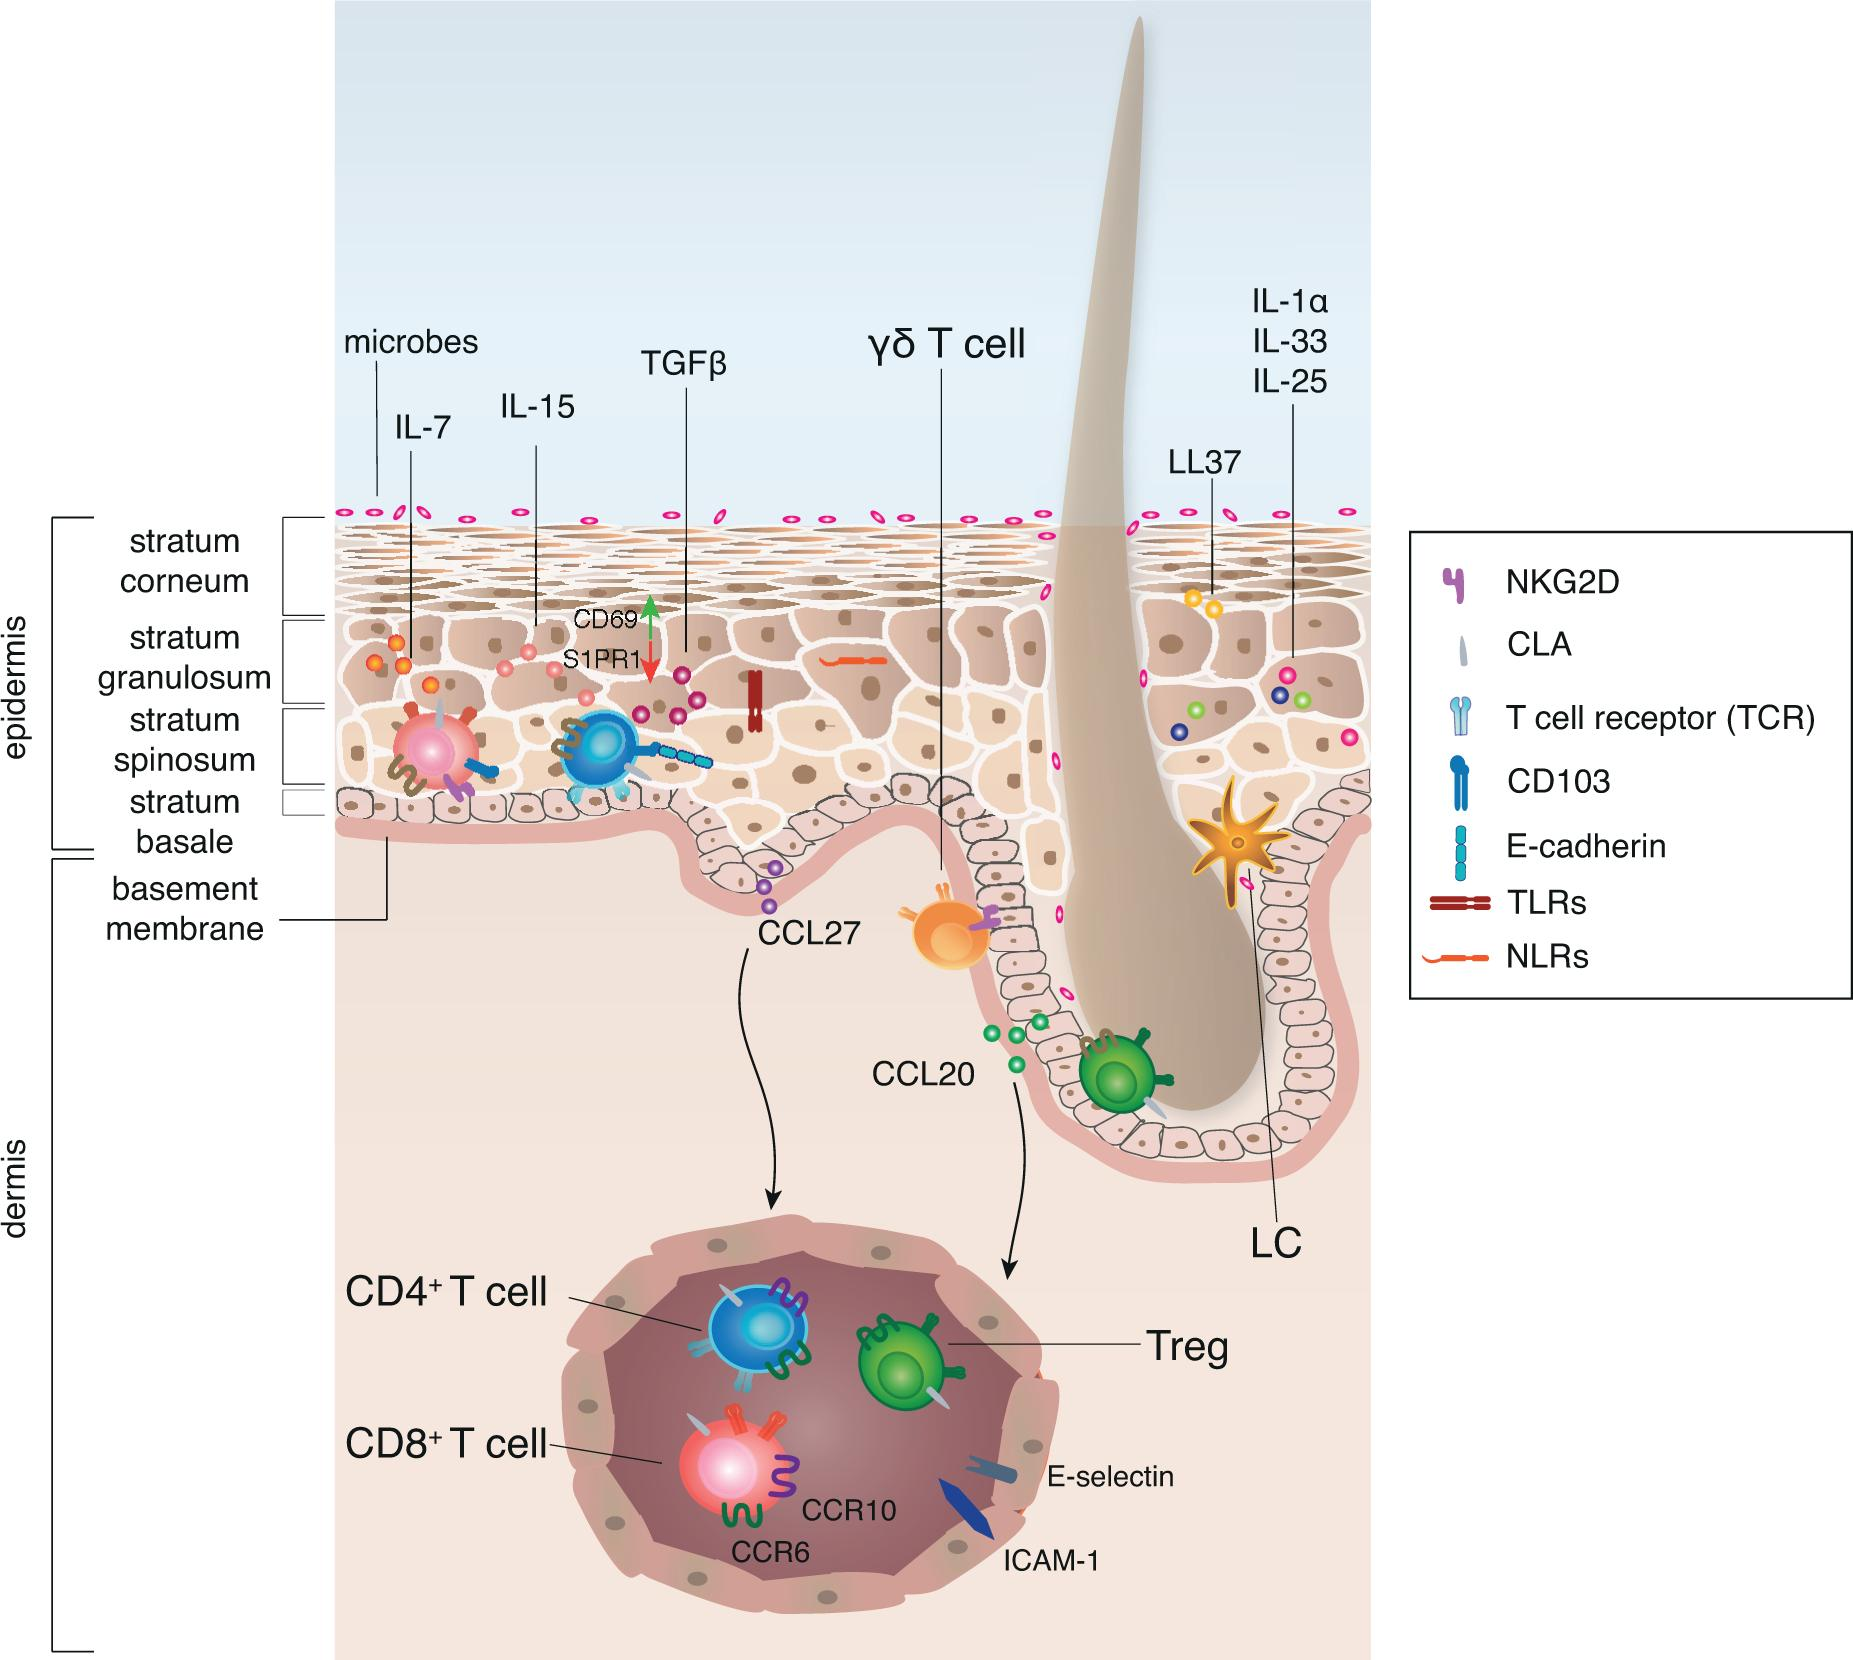 IL-1α
IL-33
IL-25
microbes
γδ T cell
TGFβ
IL-15
IL-7
LL37
epidermis
stratum
corneum
stratum
granulosum
stratum
spinosum
stratum
basale
basement
membrane
dermis
CD69
S1PR1
CCL27
CCL20
LC
CD4⁺ T cell
Treg
CD8⁺ T cell
CCR10
CCR6
E-selectin
ICAM-1
NKG2D
CLA
T cell receptor (TCR)
CD103
E-cadherin
TLRs
NLRs